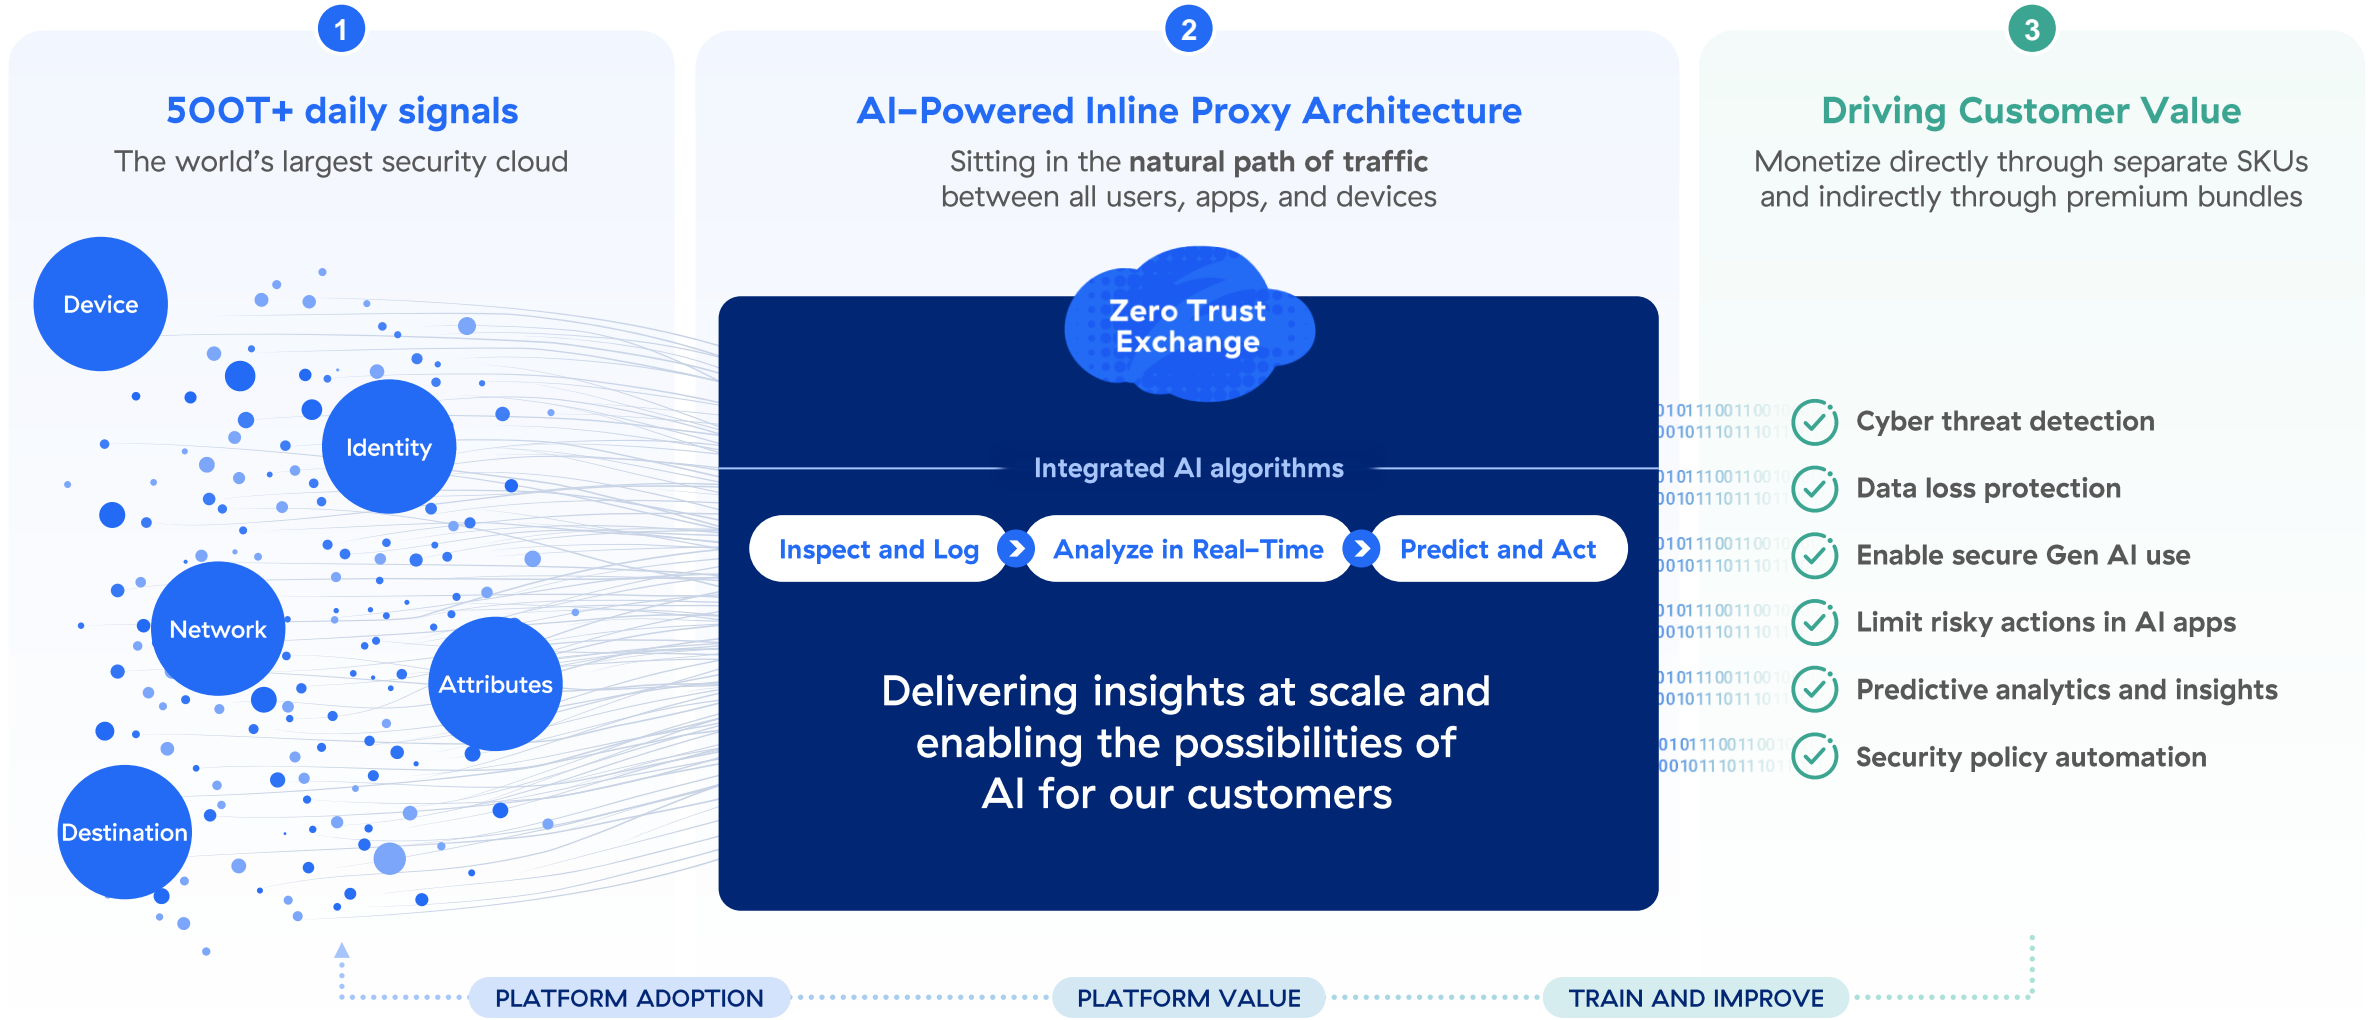 1
500T+ daily signals
The world's largest security cloud
Device
Identity
Network
Attributes
Destination
2
AI-Powered Inline Proxy Architecture
Sitting in the natural path of traffic
between all users, apps, and devices
Zero Trust
Exchange
Integrated AI algorithms
Inspect and Log
Analyze in Real-Time
Predict and Act
Delivering insights at scale and
enabling the possibilities of
AI for our customers
3
Driving Customer Value
Monetize directly through separate SKUs
and indirectly through premium bundles
Cyber threat detection
Data loss protection
Enable secure Gen AI use
Limit risky actions in AI apps
Predictive analytics and insights
Security policy automation
PLATFORM ADOPTION
PLATFORM VALUE
TRAIN AND IMPROVE